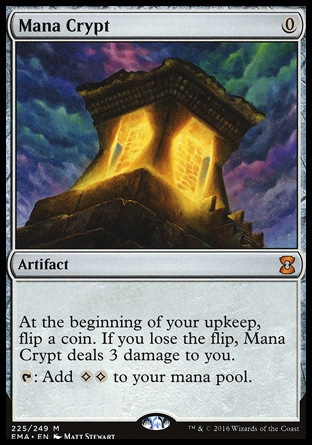 Mana Crypt 0
Artifact
At the beginning of your upkeep,
flip a coin. If you lose the flip, Mana
Crypt deals 3 damage to you.
: Add to your mana pool.
225/249 M
EMA • EN MATT STEWART
™ & © 2016 Wizards of the Coast